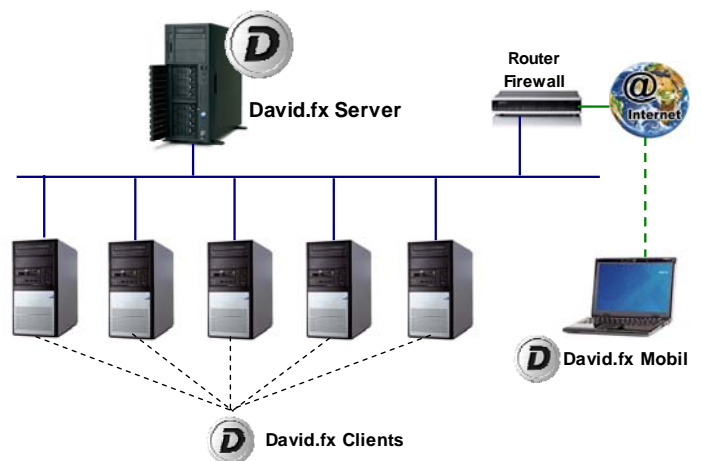 D
David.fx Server
Router
Firewall
@
Internet
D
David.fx Mobil
D
David.fx Clients